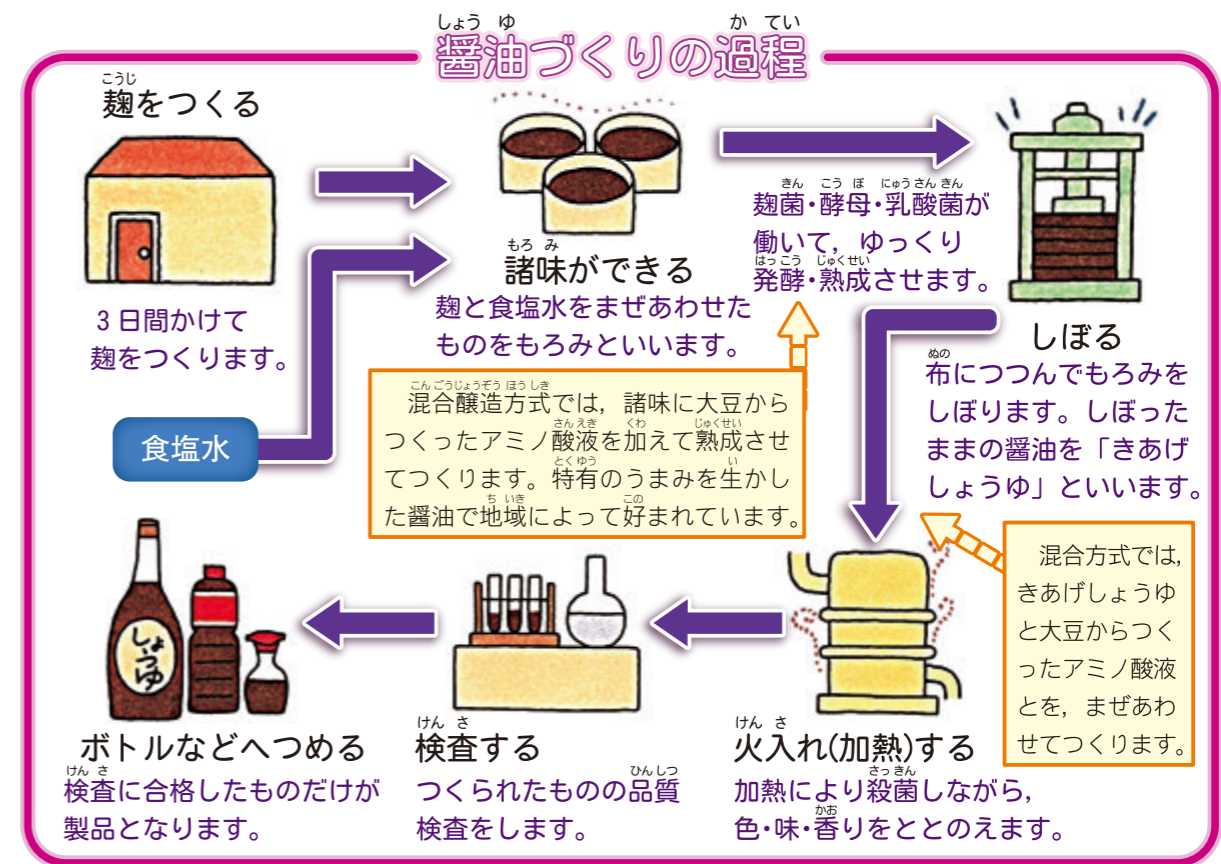 醤油づくりの過程
しょう ゆ
か てい
こうじ
麹をつくる
3日間かけて
麹をつくります。
食塩水
もろ み
諸味ができる
麹と食塩水をまぜあわせた
ものをもろみといいます。
きん こう ぼ にゅうさんきん
麹菌・酵母・乳酸菌が
働いて，ゆっくり
はっこう じゅくせい
発酵・熟成させます。
こんごうじょうぞうほうしき
混合醸造方式では，諸味に大豆から
さんえき くわ じゅくせい
つくったアミノ酸液を加えて熟成させ
とくゆう い
てつくります。特有のうまみを生かし
ち いき この
た醤油で地域によって好まれています。
しぼる
ぬの
布につつんでもろみを
しぼります。しぼった
ままの醤油を「きあげ
しょうゆ」といいます。
混合方式では，
きあげしょうゆ
と大豆からつく
ったアミノ酸液
とを，まぜあわ
せてつくります。
けん さ
火入れ(加熱)する
さっきん
加熱により殺菌しながら，
かお
色・味・香りをととのえます。
けん さ
検査する
ひんしつ
つくられたものの品質
検査をします。
しょうゆ
ボトルなどへつめる
けん さ
検査に合格したものだけが
製品となります。